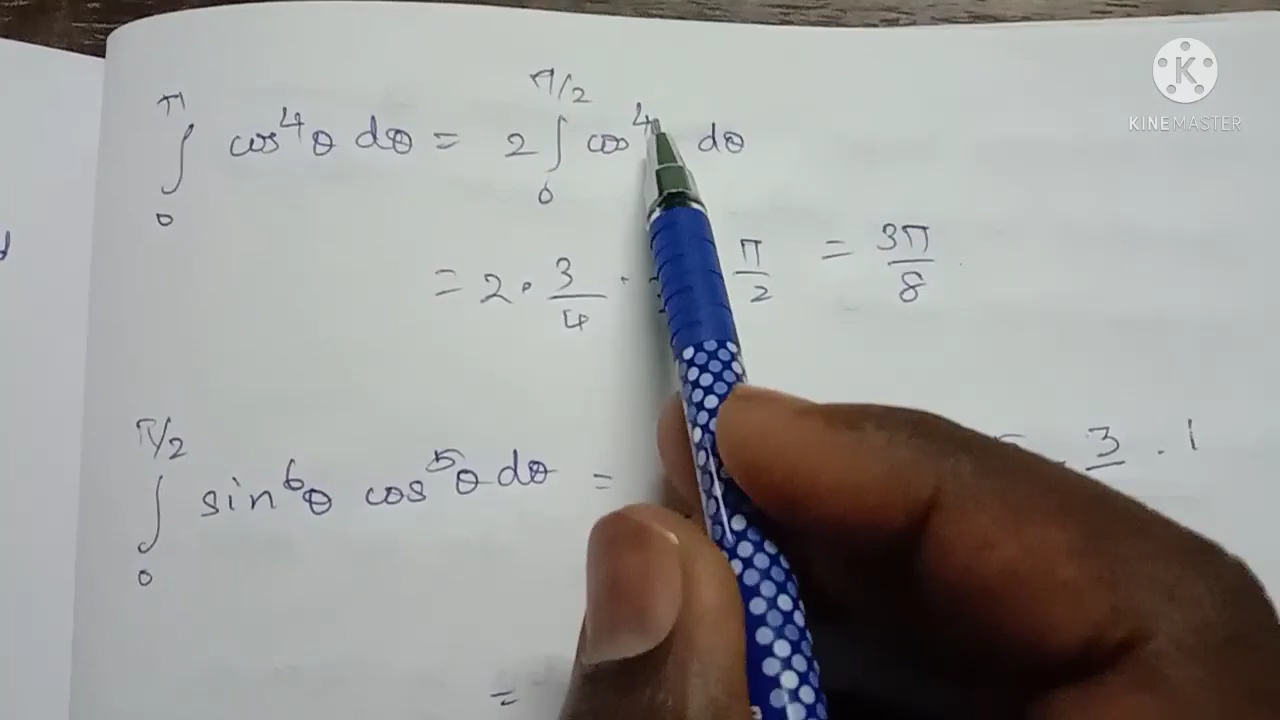 ∫₀^π cos⁴θ dθ = 2 ∫₀^(π/2) cos⁴ dθ
= 2 · 3/4 · π/2 = 3π/8
∫₀^(π/2) sin⁶θ cos⁵θ dθ = 3 . 1
=
KINEMASTER